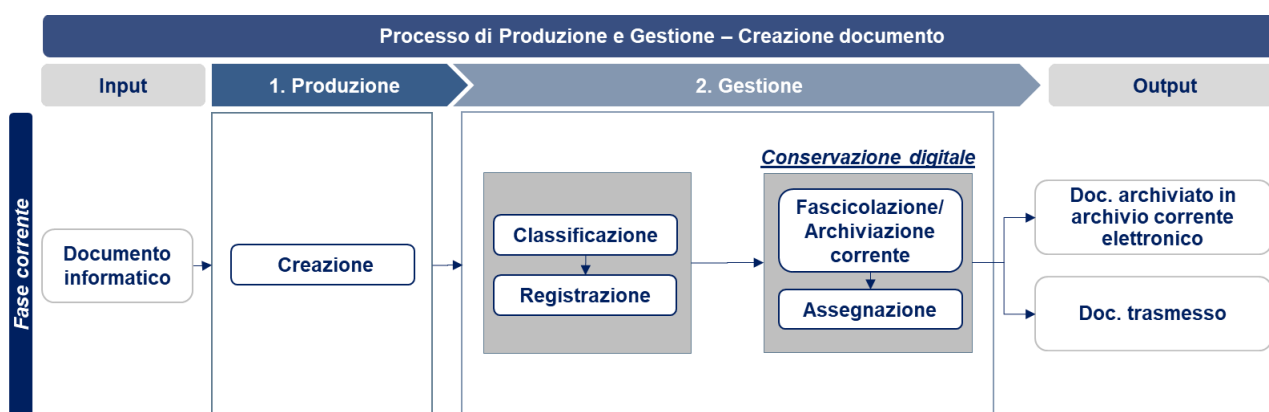 Processo di Produzione e Gestione – Creazione documento
Input
1. Produzione
2. Gestione
Output
Fase corrente
Documento
informatico
Creazione
Classificazione
Registrazione
Conservazione digitale
Fascicolazione/
Archiviazione
corrente
Assegnazione
Doc. archiviato in
archivio corrente
elettronico
Doc. trasmesso